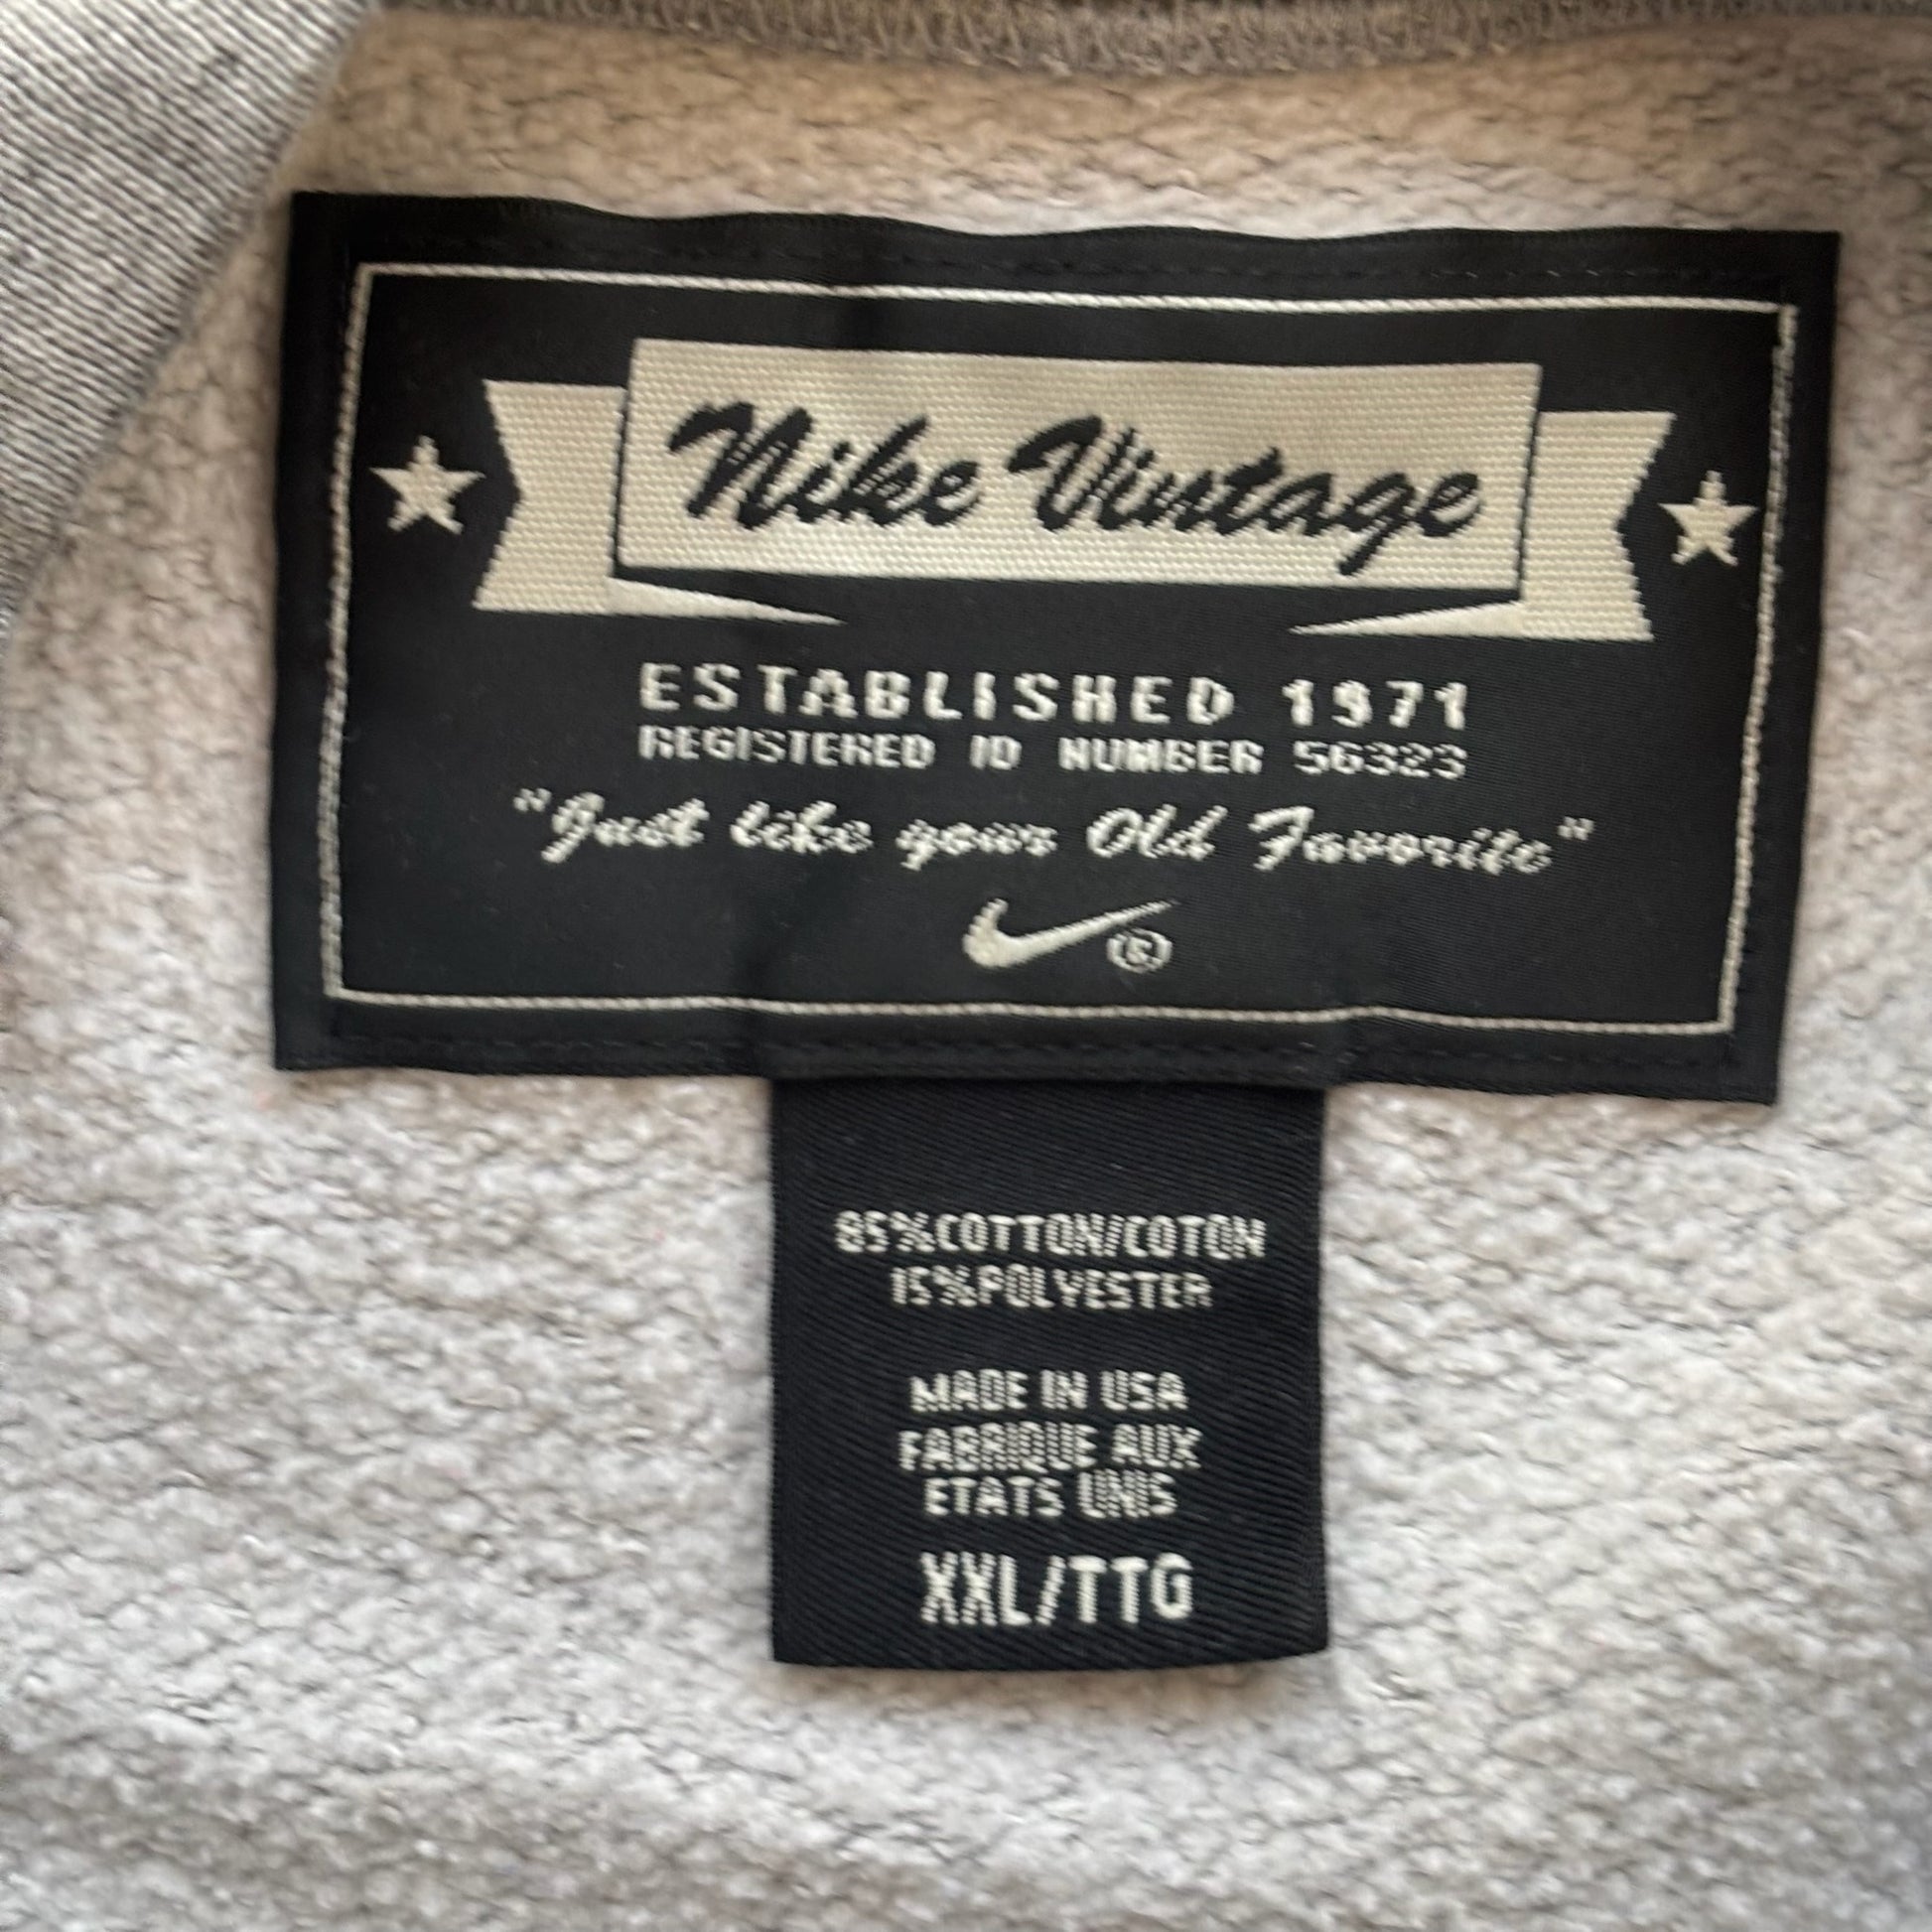 Nike Vintage
ESTABLISHED 1971
REGISTERED ID NUMBER 56323
"Just like your Old Favorite"
®
85%COTTON/COTON
15%POLYESTER
MADE IN USA
FABRIQUE AUX
ETATS UNIS
XXL/TTG